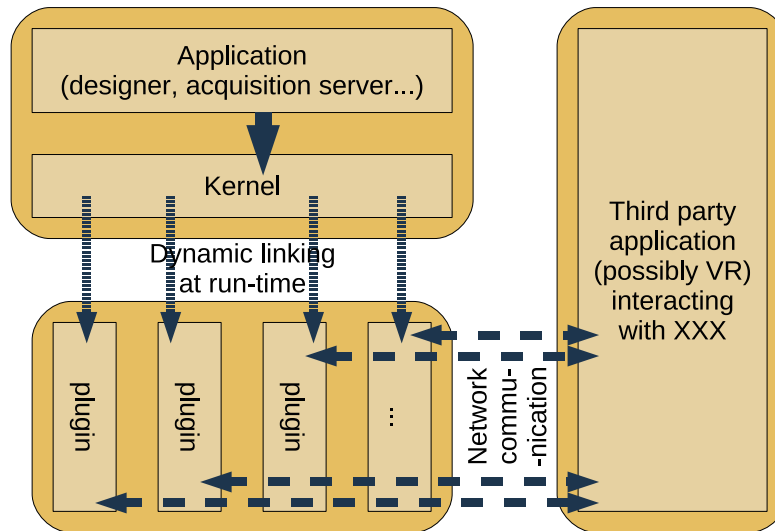 Application
(designer, acquisition server...)
Kernel
Dynamic linking
at run-time
plugin
plugin
plugin
...
Network
commu-
-nication
Third party
application
(possibly VR)
interacting
with XXX